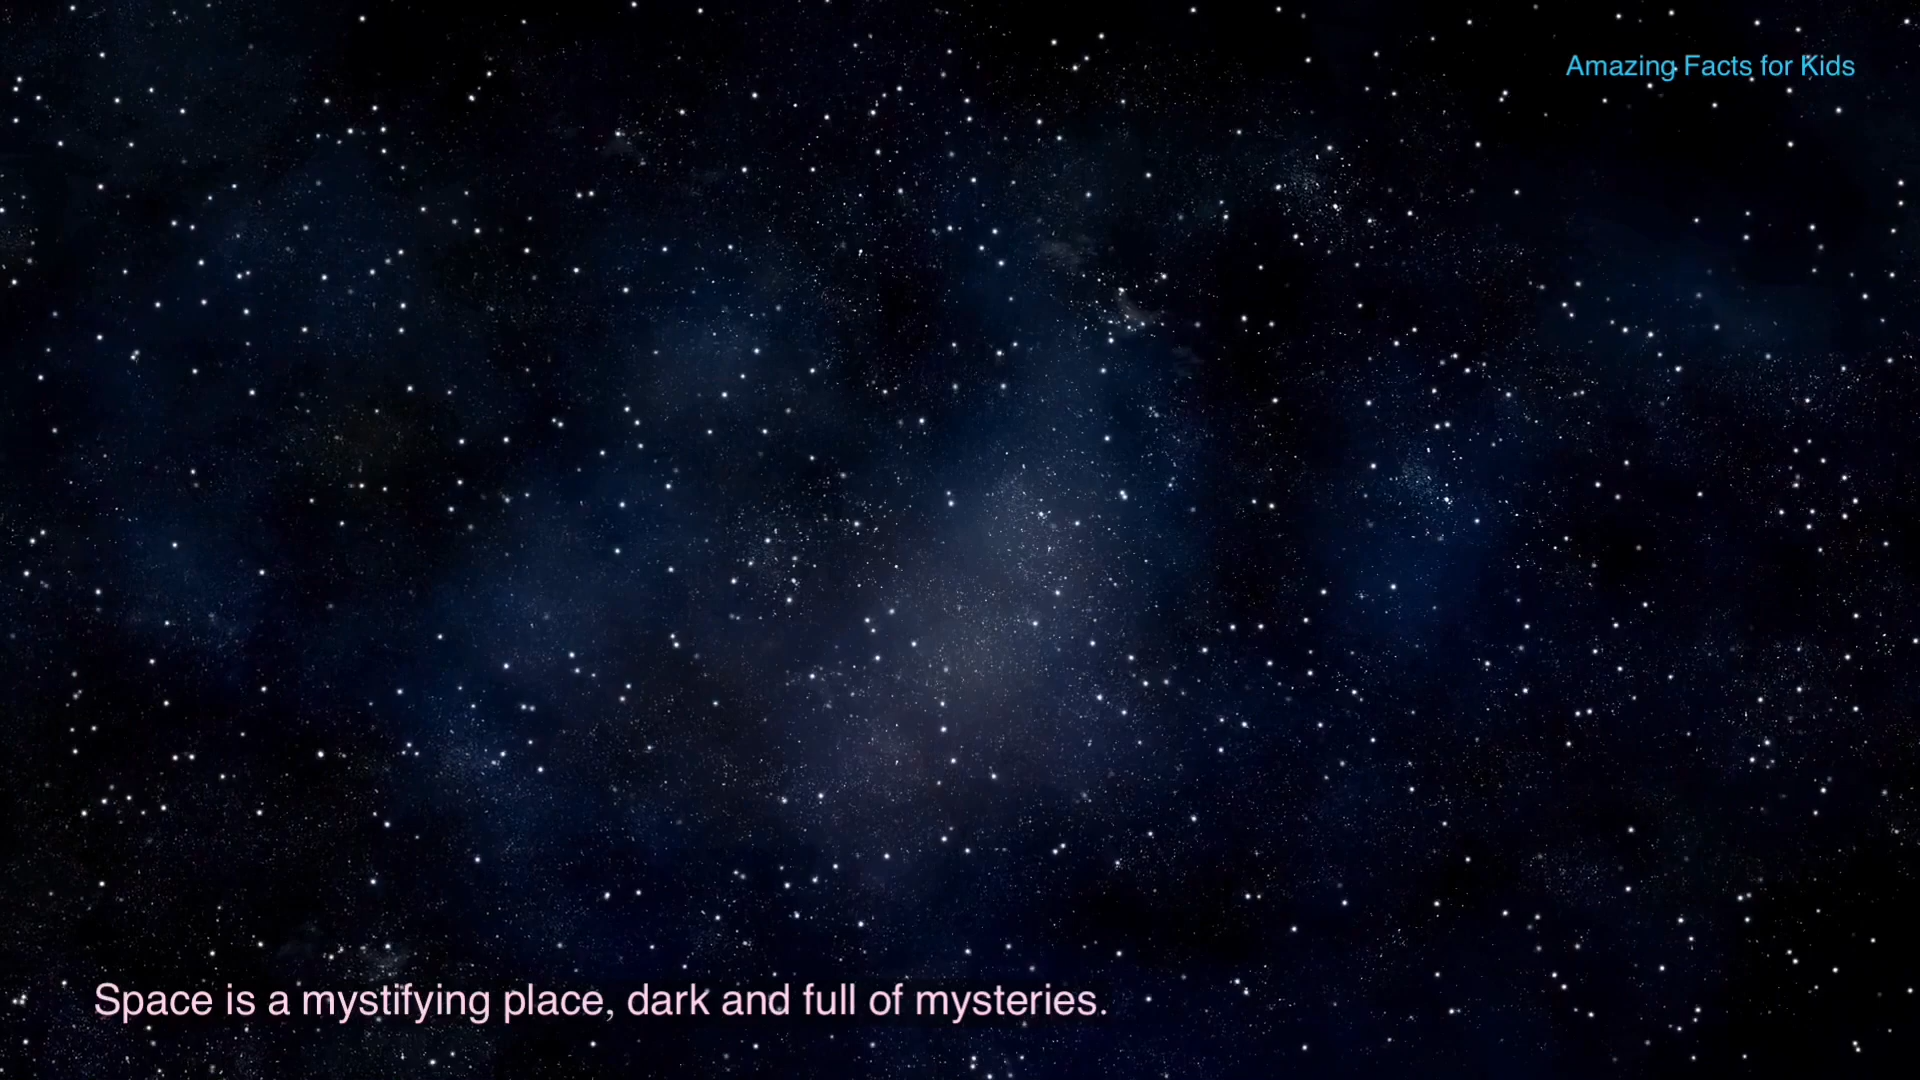 Amazing Facts for Kids
Space is a mystifying place, dark and full of mysteries.